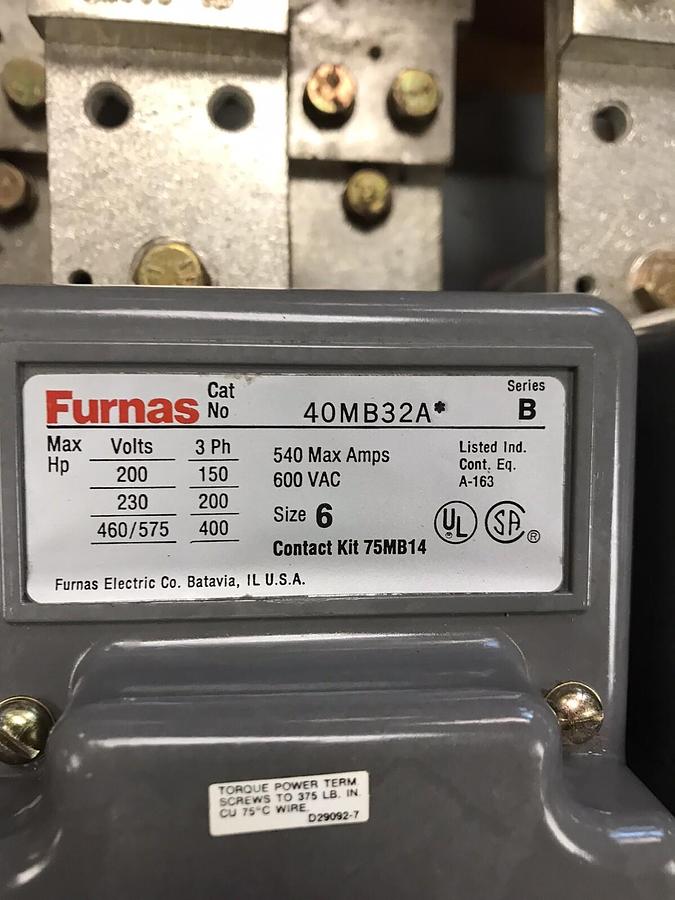 Furnas Cat No 40MB32A* Series B
Max Hp Volts 3 Ph
200 150
230 200
460/575 400
540 Max Amps
600 VAC
Size 6
Contact Kit 75MB14
Listed Ind.
Cont. Eq.
A-163
UL SA ®
Furnas Electric Co. Batavia, IL U.S.A.
TORQUE POWER TERM.
SCREWS TO 375 LB. IN.
CU 75°C WIRE.
D29092-7